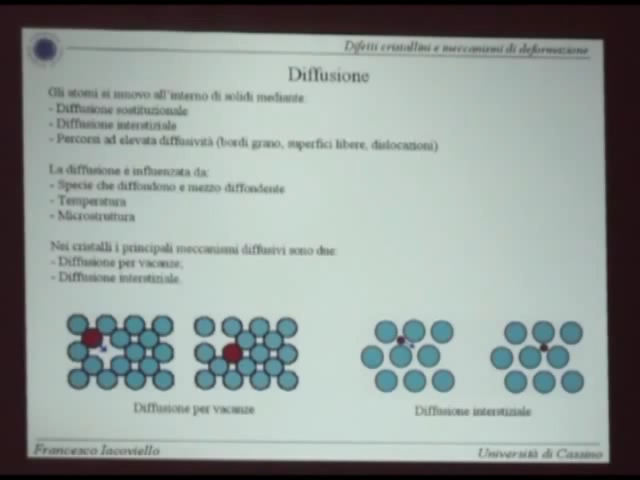 Difetti cristallini e meccanismi di deformazione
Diffusione
Gli atomi si muovo all'interno di solidi mediante:
- Diffusione sostituzionale
- Diffusione interstiziale
- Percorsi ad elevata diffusività (bordi grano, superfici libere, dislocazioni)
La diffusione è influenzata da:
- Specie che diffondono e mezzo diffondente
- Temperatura
- Microstruttura
Nei cristalli i principali meccanismi diffusivi sono due:
- Diffusione per vacanze;
- Diffusione interstiziale.
Diffusione per vacanze
Diffusione interstiziale
Francesco Iacoviello
Università di Cassino